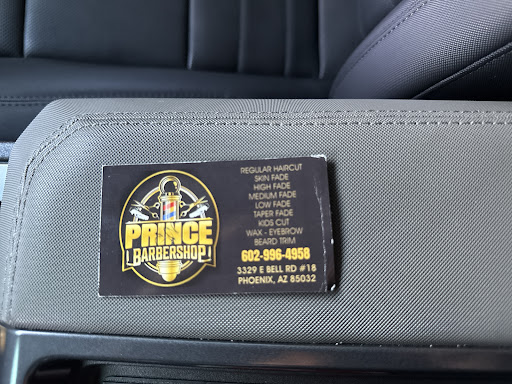 PRINCE
BARBERSHOP
REGULAR HAIRCUT
SKIN FADE
HIGH FADE
MEDIUM FADE
LOW FADE
TAPER FADE
KIDS CUT
WAX - EYEBROW
BEARD TRIM
602-996-4958
3329 E BELL RD #18
PHOENIX, AZ 85032